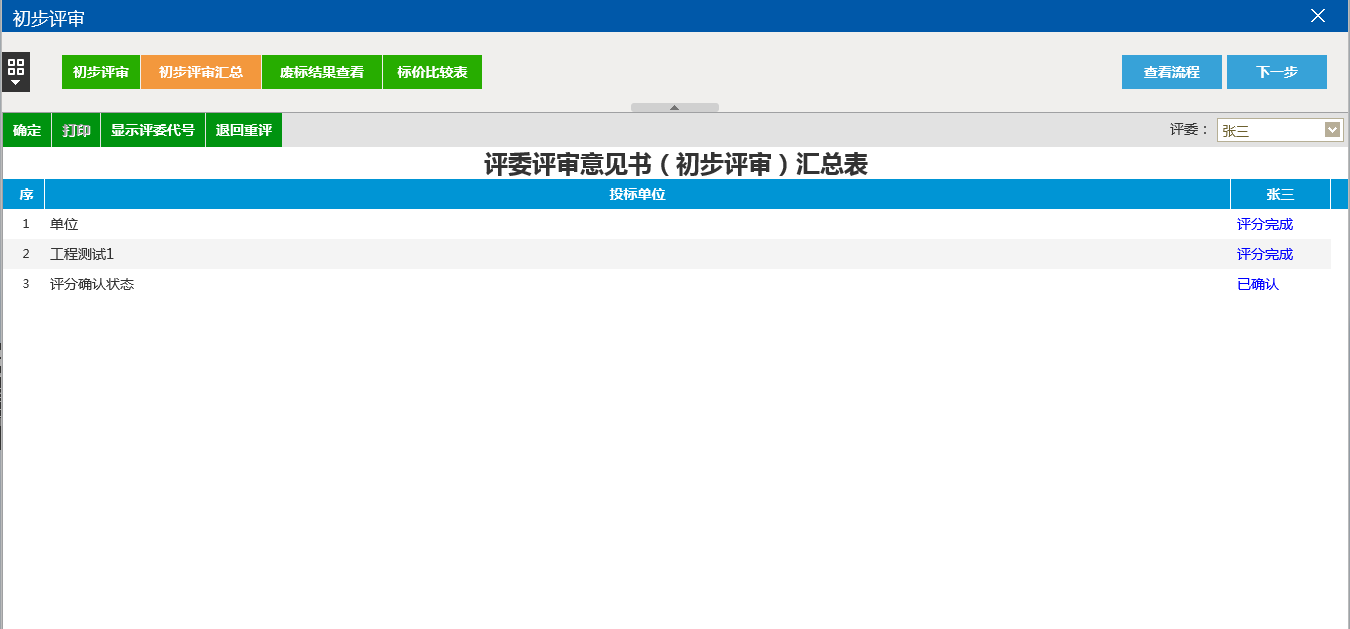 初步评审
初步评审 初步评审汇总 废标结果查看 标价比较表 查看流程 下一步
确定 打印 显示评委代号 退回重评 评委： 张三
评委评审意见书（初步评审）汇总表
序 投标单位 张三
1 单位 评分完成
2 工程测试1 评分完成
3 评分确认状态 已确认